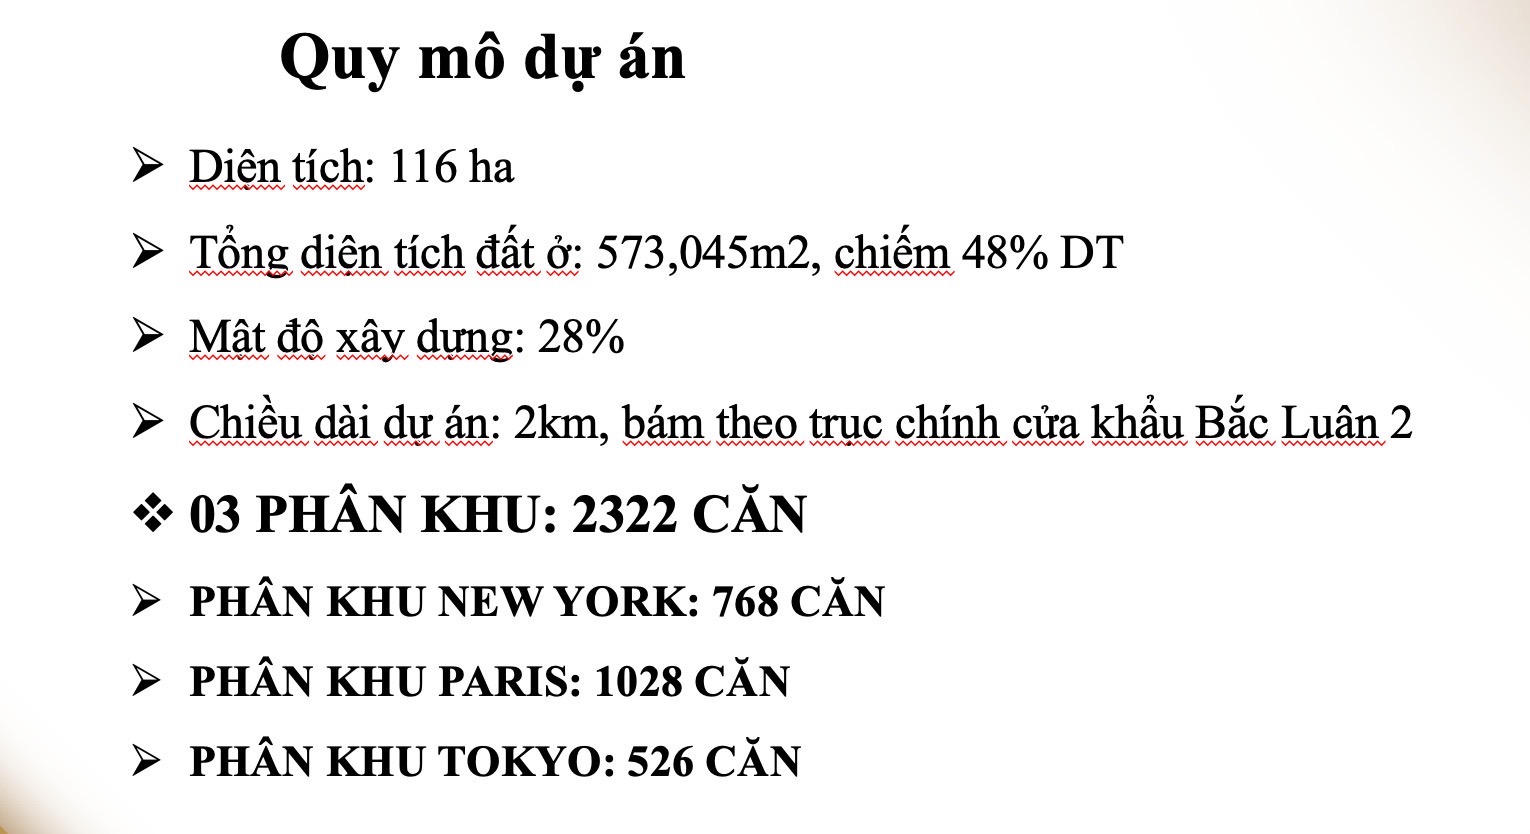 Quy mô dự án
➢ Diện tích: 116 ha
➢ Tổng diện tích đất ở: 573,045m2, chiếm 48% DT
➢ Mật độ xây dựng: 28%
➢ Chiều dài dự án: 2km, bám theo trục chính cửa khẩu Bắc Luân 2
❖ 03 PHÂN KHU: 2322 CĂN
➢ PHÂN KHU NEW YORK: 768 CĂN
➢ PHÂN KHU PARIS: 1028 CĂN
➢ PHÂN KHU TOKYO: 526 CĂN